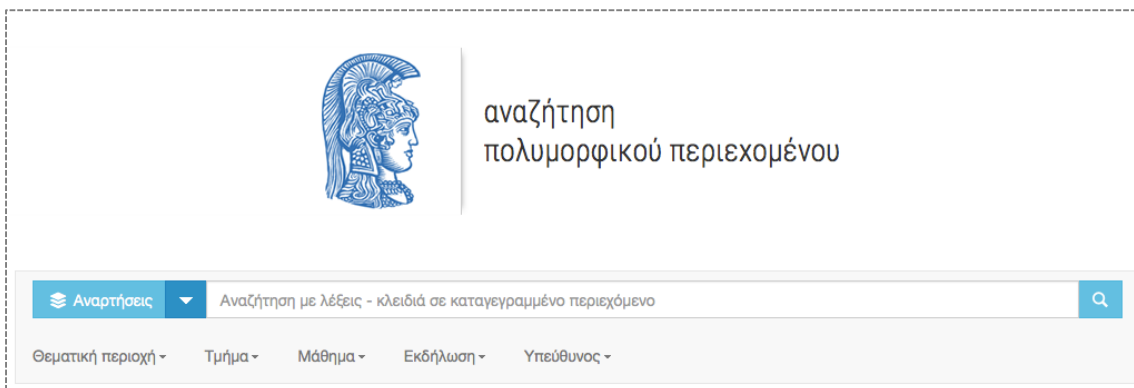 αναζήτηση
πολυμορφικού περιεχομένου
Αναρτήσεις Αναζήτηση με λέξεις - κλειδιά σε καταγεγραμμένο περιεχόμενο
Θεματική περιοχή Τμήμα Μάθημα Εκδήλωση Υπεύθυνος